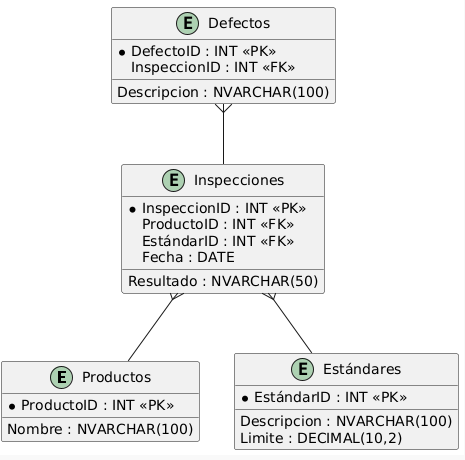 E Defectos
* DefectoID : INT «PK»
InspeccionID : INT «FK»
Descripcion : NVARCHAR(100)
E Inspecciones
* InspeccionID : INT «PK»
ProductoID : INT «FK»
EstándarID : INT «FK»
Fecha : DATE
Resultado : NVARCHAR(50)
E Productos
* ProductoID : INT «PK»
Nombre : NVARCHAR(100)
E Estándares
* EstándarID : INT «PK»
Descripcion : NVARCHAR(100)
Limite : DECIMAL(10,2)